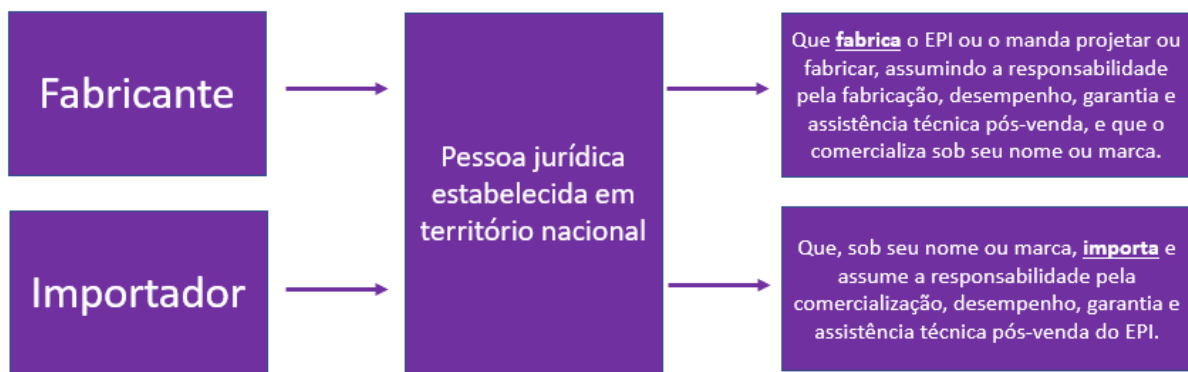 Fabricante
Importador
Pessoa jurídica
estabelecida em
território nacional
Que fabrica o EPI ou o manda projetar ou
fabricar, assumindo a responsabilidade
pela fabricação, desempenho, garantia e
assistência técnica pós-venda, e que o
comercializa sob seu nome ou marca.
Que, sob seu nome ou marca, importa e
assume a responsabilidade pela
comercialização, desempenho, garantia e
assistência técnica pós-venda do EPI.